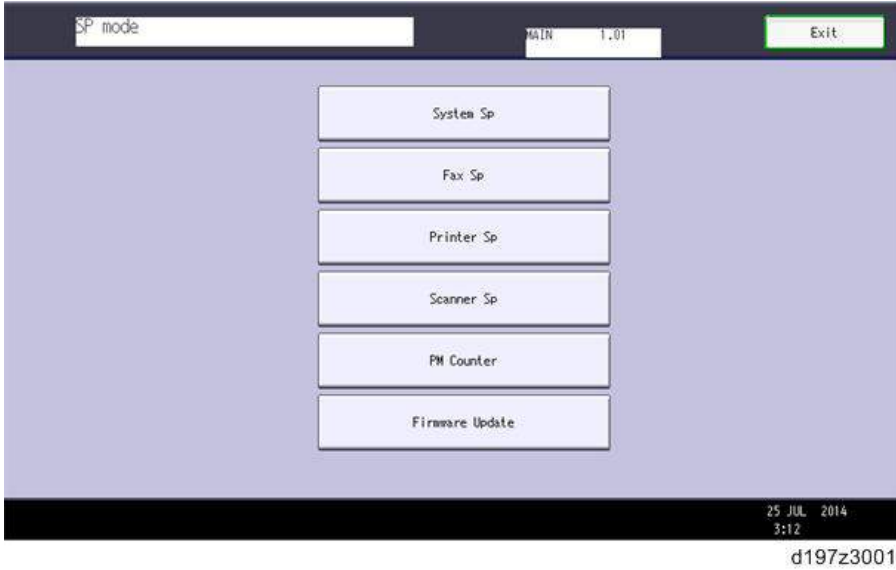 SP mode
MAIN 1.01
Exit
System Sp
Fax Sp
Printer Sp
Scanner Sp
PM Counter
Firmware Update
25 JUL 2014
3:12
d197z3001